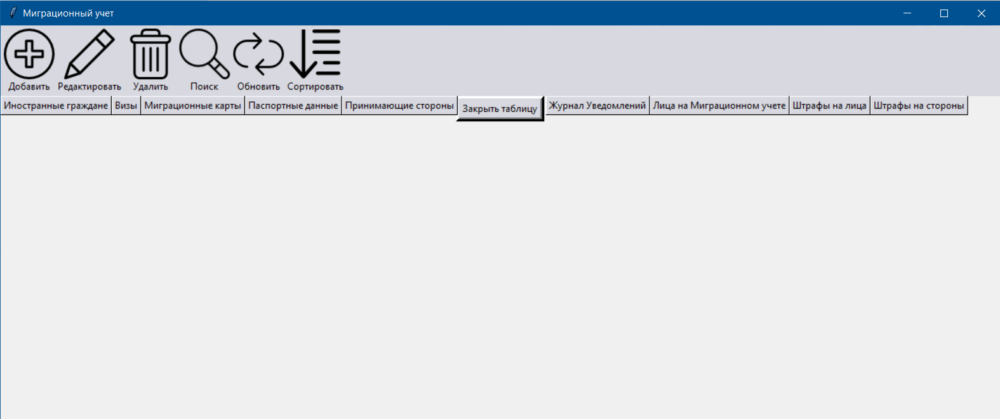 Миграционный учет
Добавить Редактировать Удалить Поиск Обновить Сортировать
Иностранные граждане Визы Миграционные карты Паспортные данные Принимающие стороны Закрыть таблицу Журнал Уведомлений Лица на Миграционном учете Штрафы на лица Штрафы на стороны